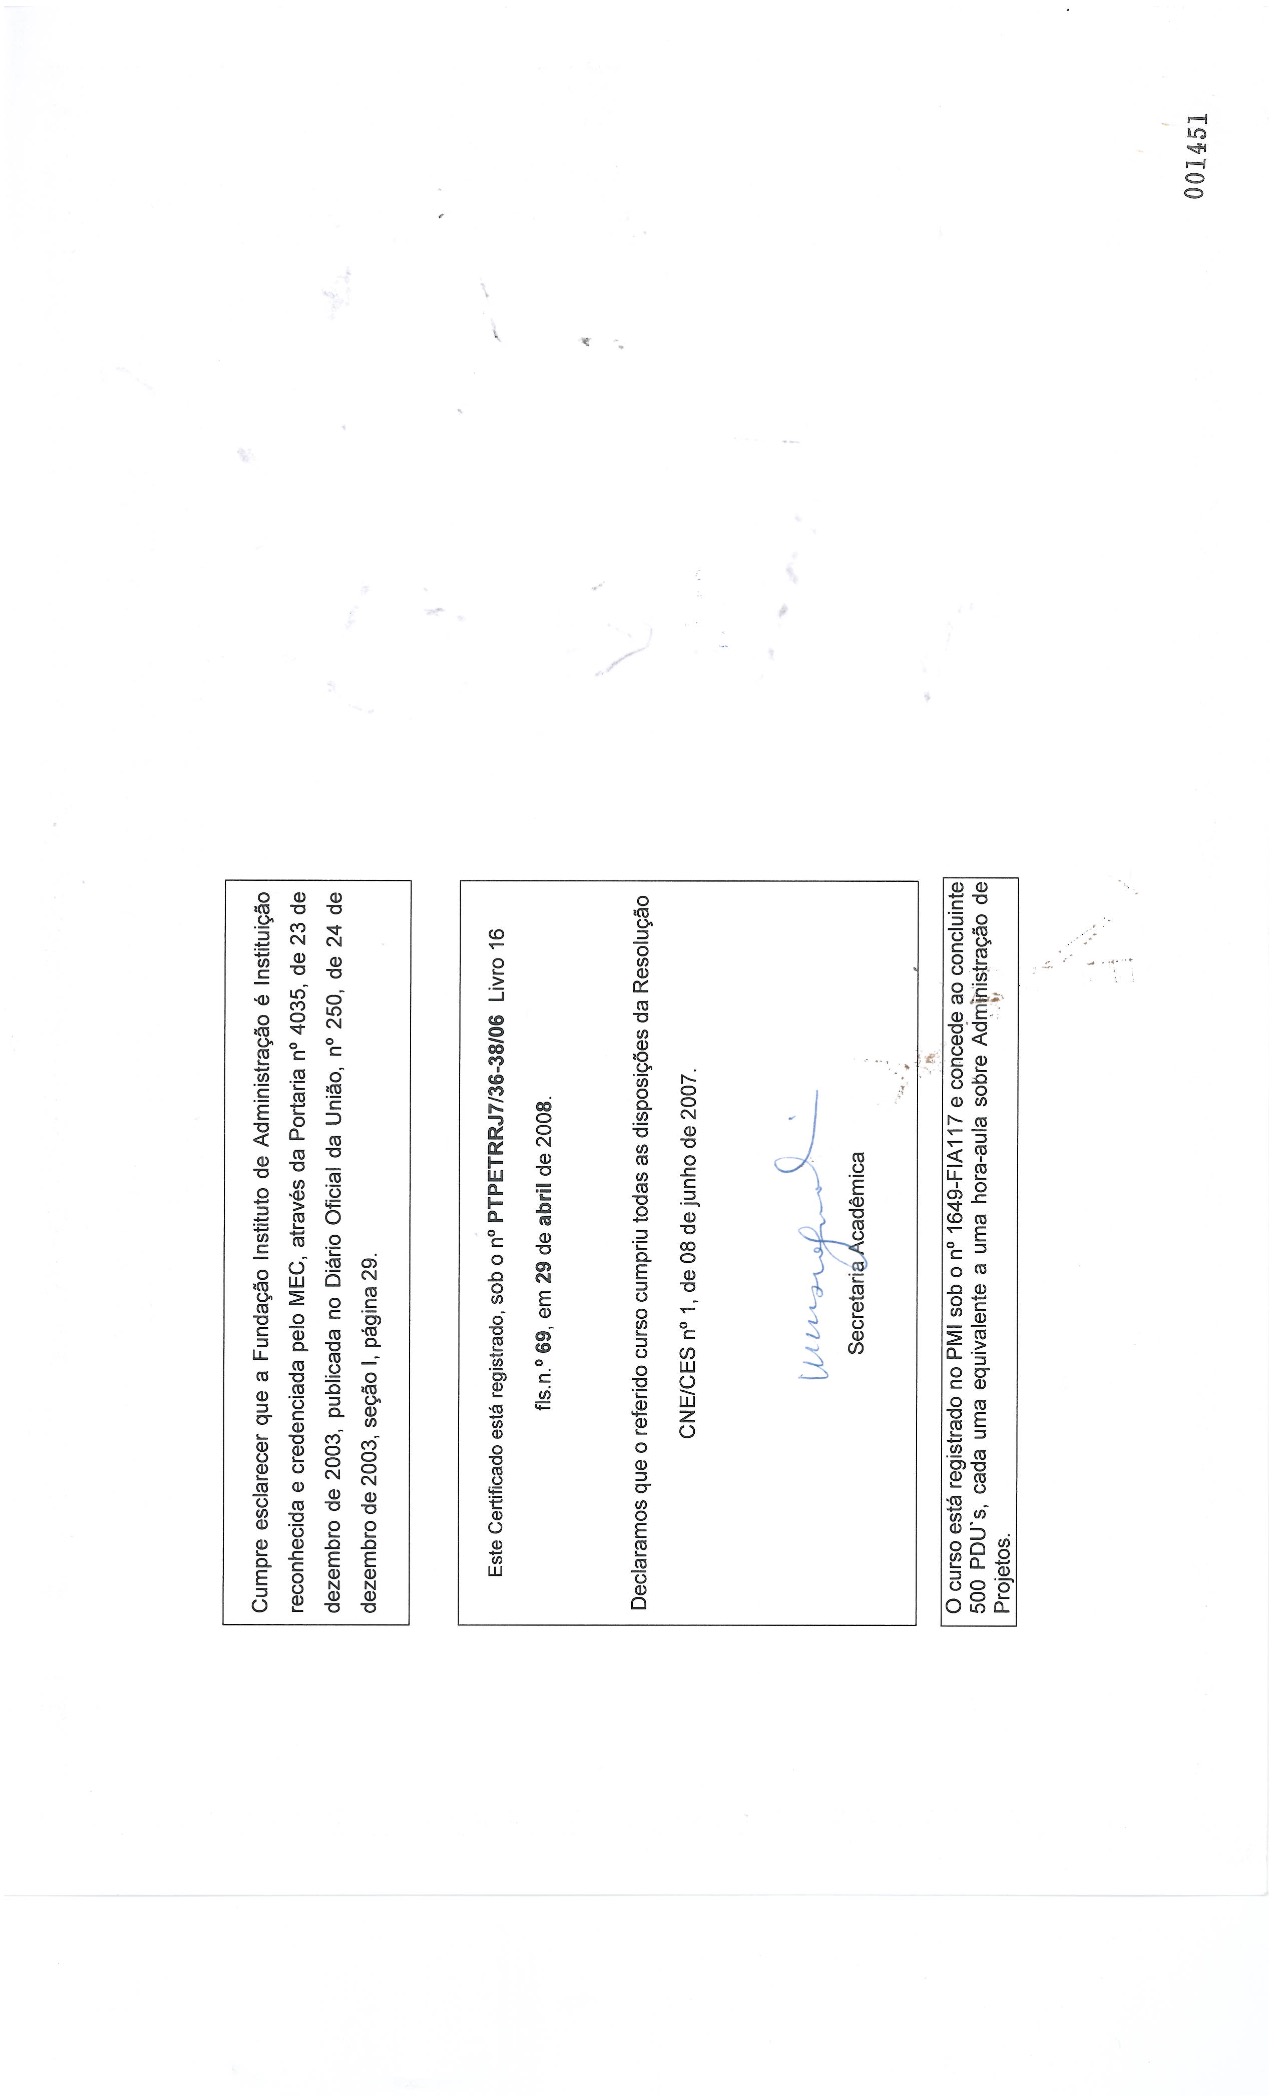 Cumpre esclarecer que a Fundação Instituto de Administração é Instituição
reconhecida e credenciada pelo MEC, através da Portaria nº 4035, de 23 de
dezembro de 2003, publicada no Diário Oficial da União, nº 250, de 24 de
dezembro de 2003, seção I, página 29.
Este Certificado está registrado, sob o nº PTPETRRJ7/36-38/06 Livro 16
fls.n.º 69, em 29 de abril de 2008.
Declaramos que o referido curso cumpriu todas as disposições da Resolução
CNE/CES nº 1, de 08 de junho de 2007.
Secretaria Acadêmica
O curso está registrado no PMI sob o nº 1649-FIA117 e concede ao concluinte
500 PDU`s, cada uma equivalente a uma hora-aula sobre Administração de
Projetos.
001451